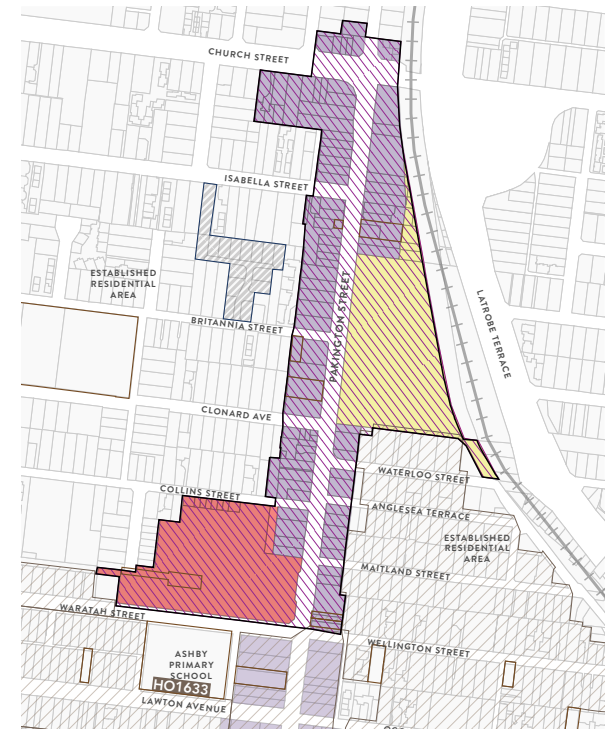 CHURCH STREET
ISABELLA STREET
ESTABLISHED
RESIDENTIAL
AREA
PAKINGTON STREET
LATROBE TERRACE
BRITANNIA STREET
CLONARD AVE
WATERLOO STREET
COLLINS STREET
ANGLESEA TERRACE
ESTABLISHED
RESIDENTIAL
AREA
MAITLAND STREET
WARATAH STREET
WELLINGTON STREET
ASHBY
PRIMARY
SCHOOL
HO1633
LAWTON AVENUE